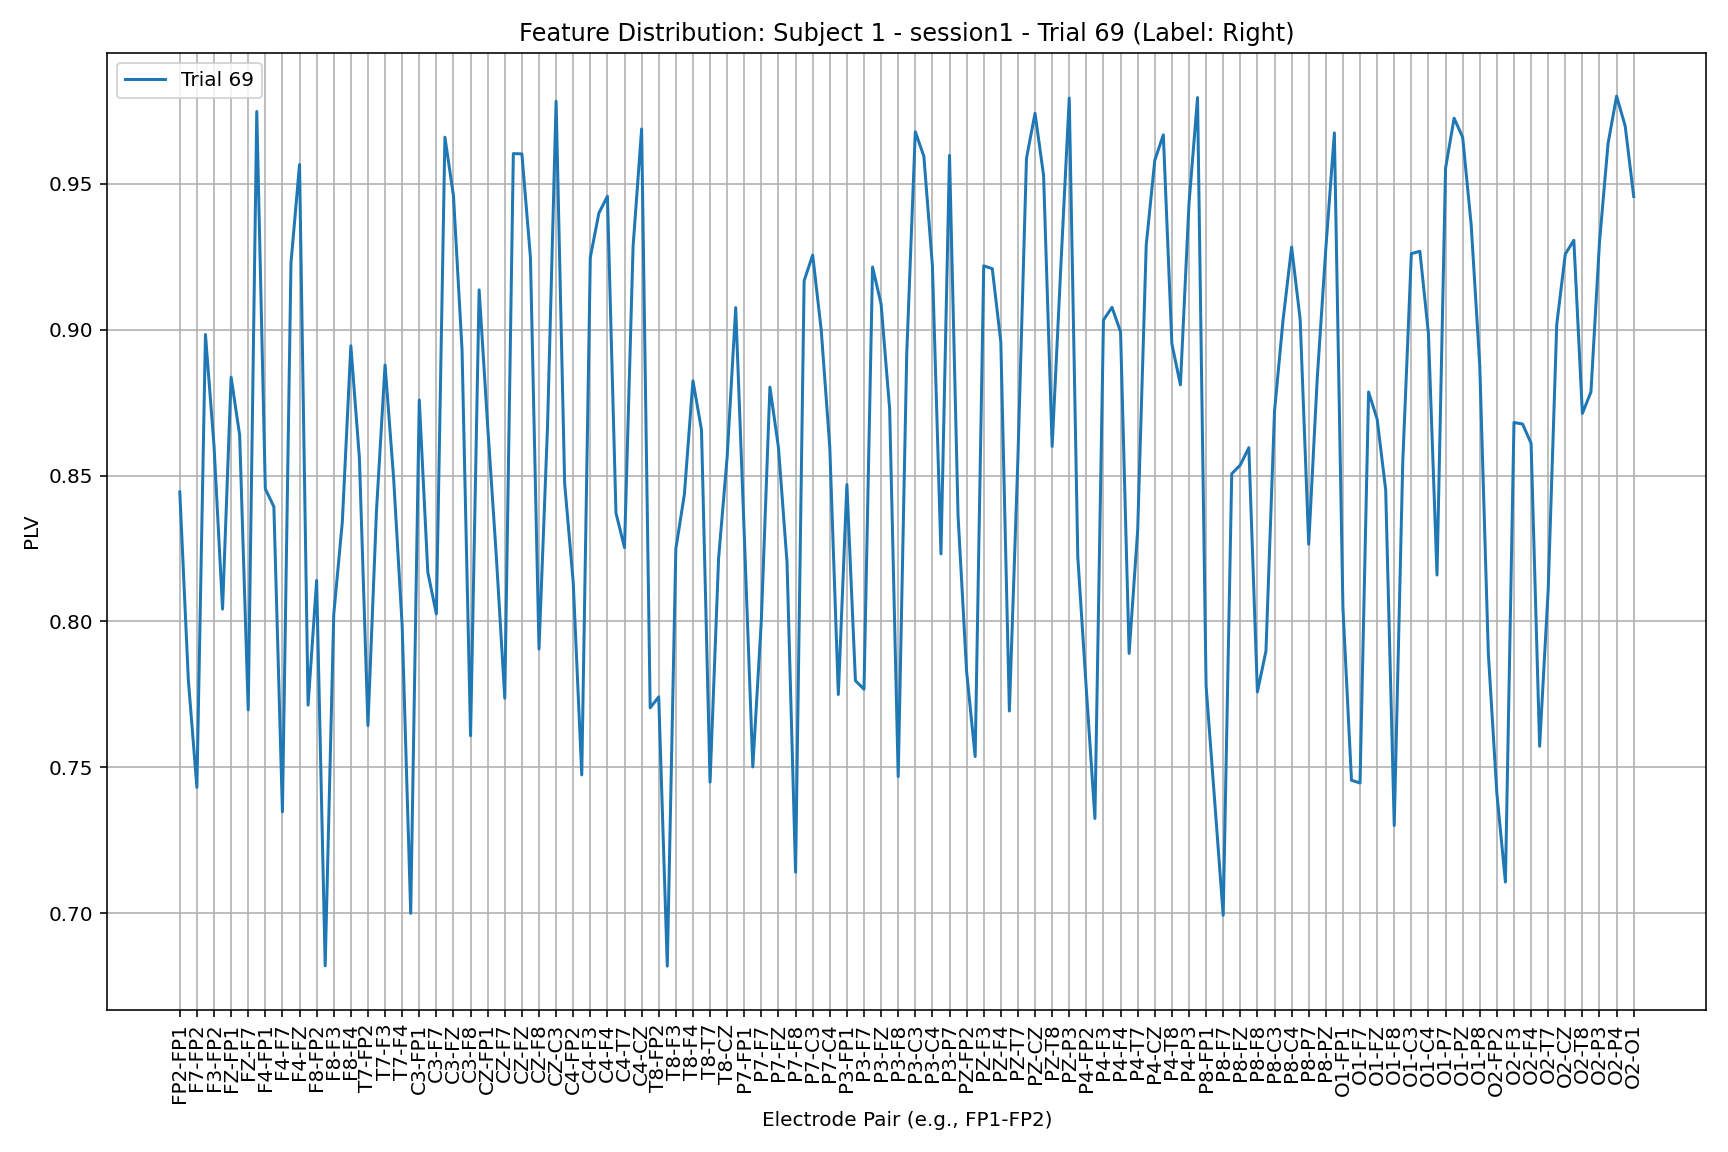 Feature Distribution: Subject 1 - session1 - Trial 69 (Label: Right)
Trial 69
PLV
0.95
0.90
0.85
0.80
0.75
0.70
FP2-FP1
F7-FP2
F3-FP2
FZ-FP1
FZ-F7
F4-FP1
F4-F7
F4-FZ
F8-FP2
F8-F3
F8-F4
T7-FP2
T7-F3
T7-F4
C3-FP1
C3-F7
C3-FZ
C3-F8
CZ-FP1
CZ-F7
CZ-FZ
CZ-F8
CZ-C3
C4-FP2
C4-F3
C4-F4
C4-T7
C4-CZ
T8-FP2
T8-F3
T8-F4
T8-T7
T8-CZ
P7-FP1
P7-F7
P7-FZ
P7-F8
P7-C3
P7-C4
P3-FP1
P3-F7
P3-FZ
P3-F8
P3-C3
P3-C4
P3-P7
PZ-FP2
PZ-F3
PZ-F4
PZ-T7
PZ-CZ
PZ-T8
PZ-P3
P4-FP2
P4-F3
P4-F4
P4-T7
P4-CZ
P4-T8
P4-P3
P8-FP1
P8-F7
P8-FZ
P8-F8
P8-C3
P8-C4
P8-P7
P8-PZ
O1-FP1
O1-F7
O1-FZ
O1-F8
O1-C3
O1-C4
O1-P7
O1-PZ
O1-P8
O2-FP2
O2-F3
O2-F4
O2-T7
O2-CZ
O2-T8
O2-P3
O2-P4
O2-O1
Electrode Pair (e.g., FP1-FP2)